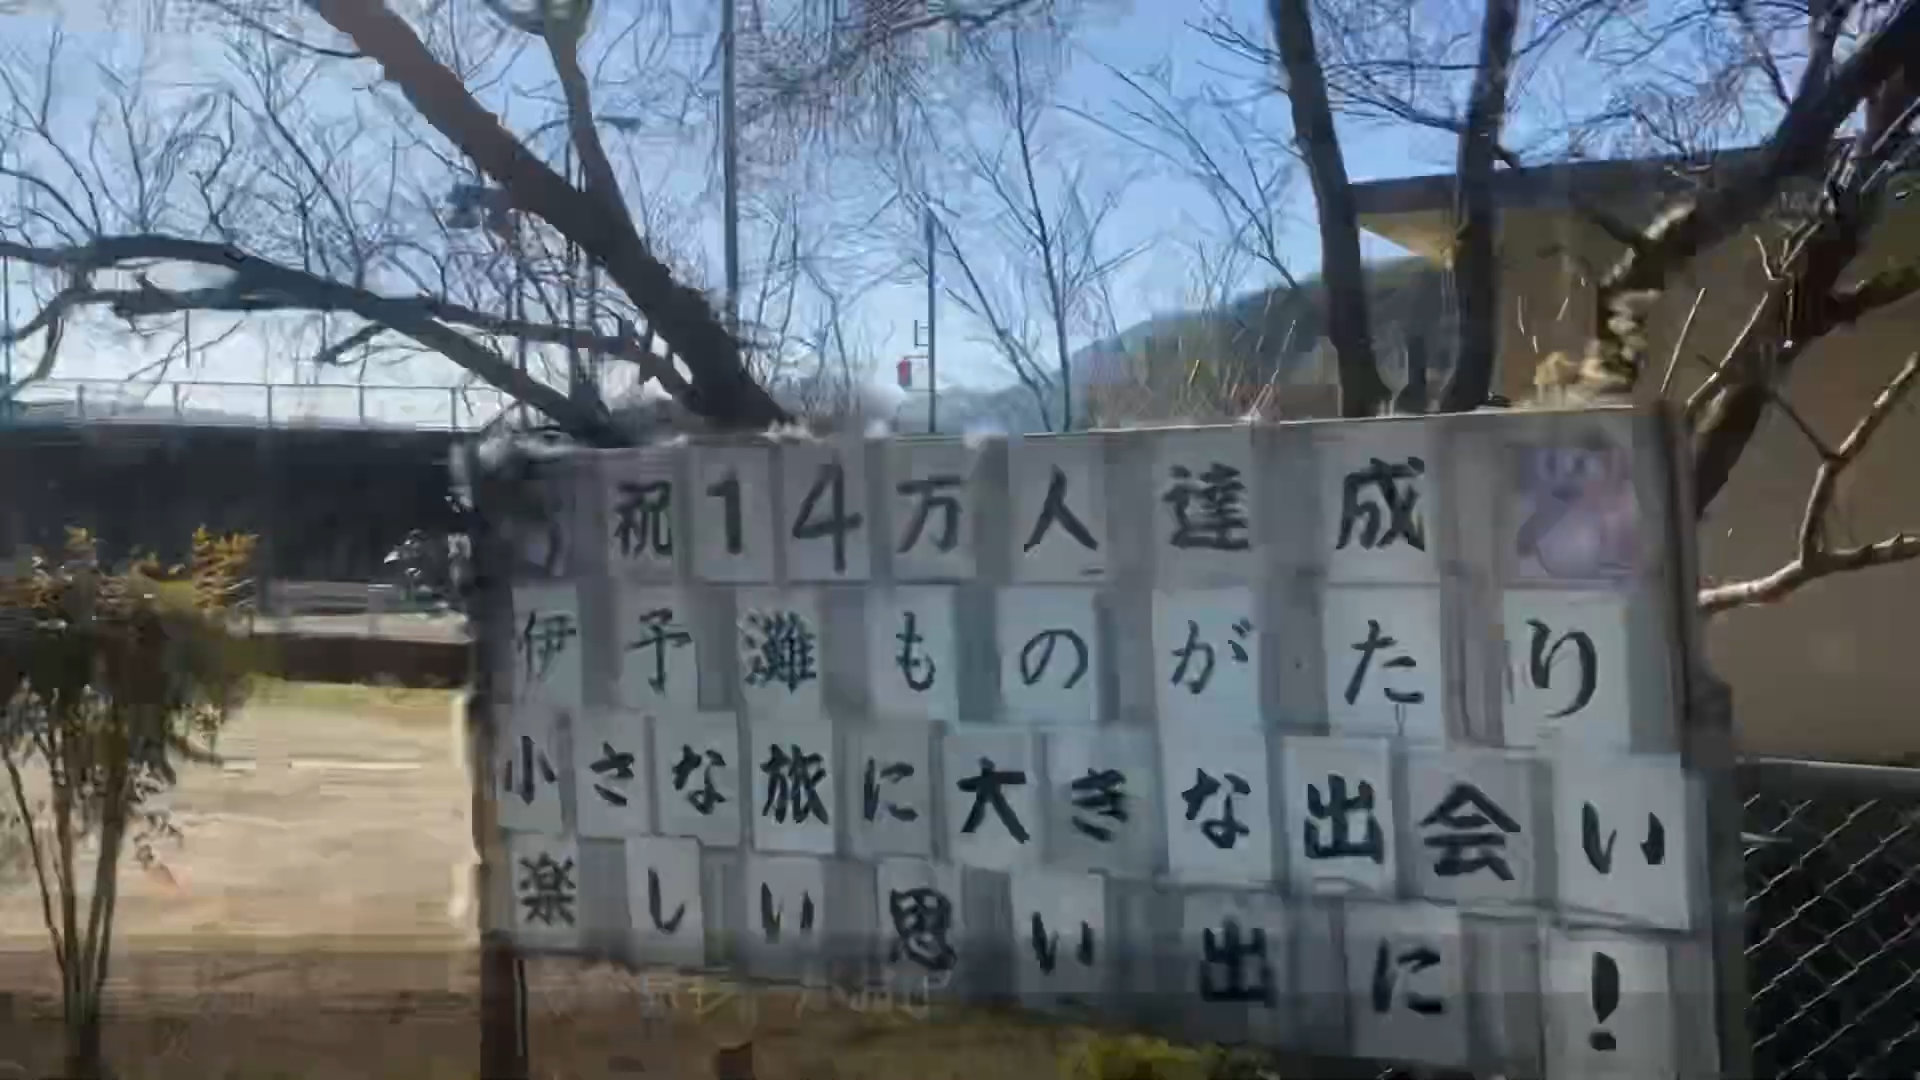 祝14万人達成
伊予灘ものがたり
小さな旅に大きな出会い
楽しい思い出に!